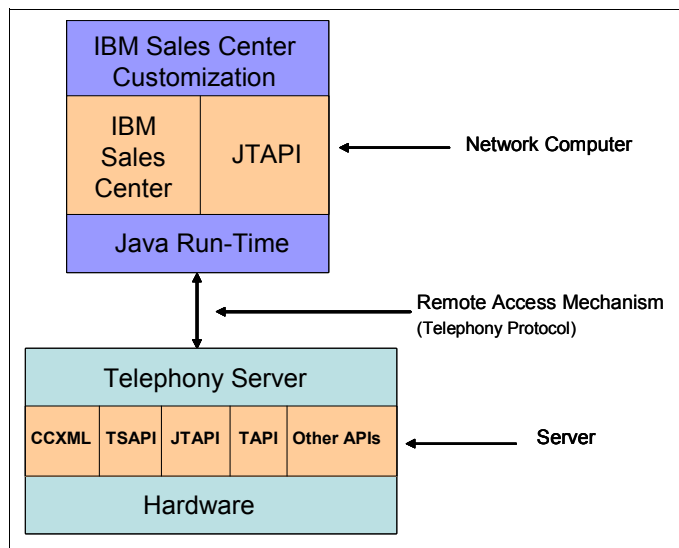 IBM Sales Center
Customization
IBM
Sales
Center
JTAPI
Network Computer
Java Run-Time
Remote Access Mechanism
(Telephony Protocol)
Telephony Server
CCXML
TSAPI
JTAPI
TAPI
Other APIs
Server
Hardware